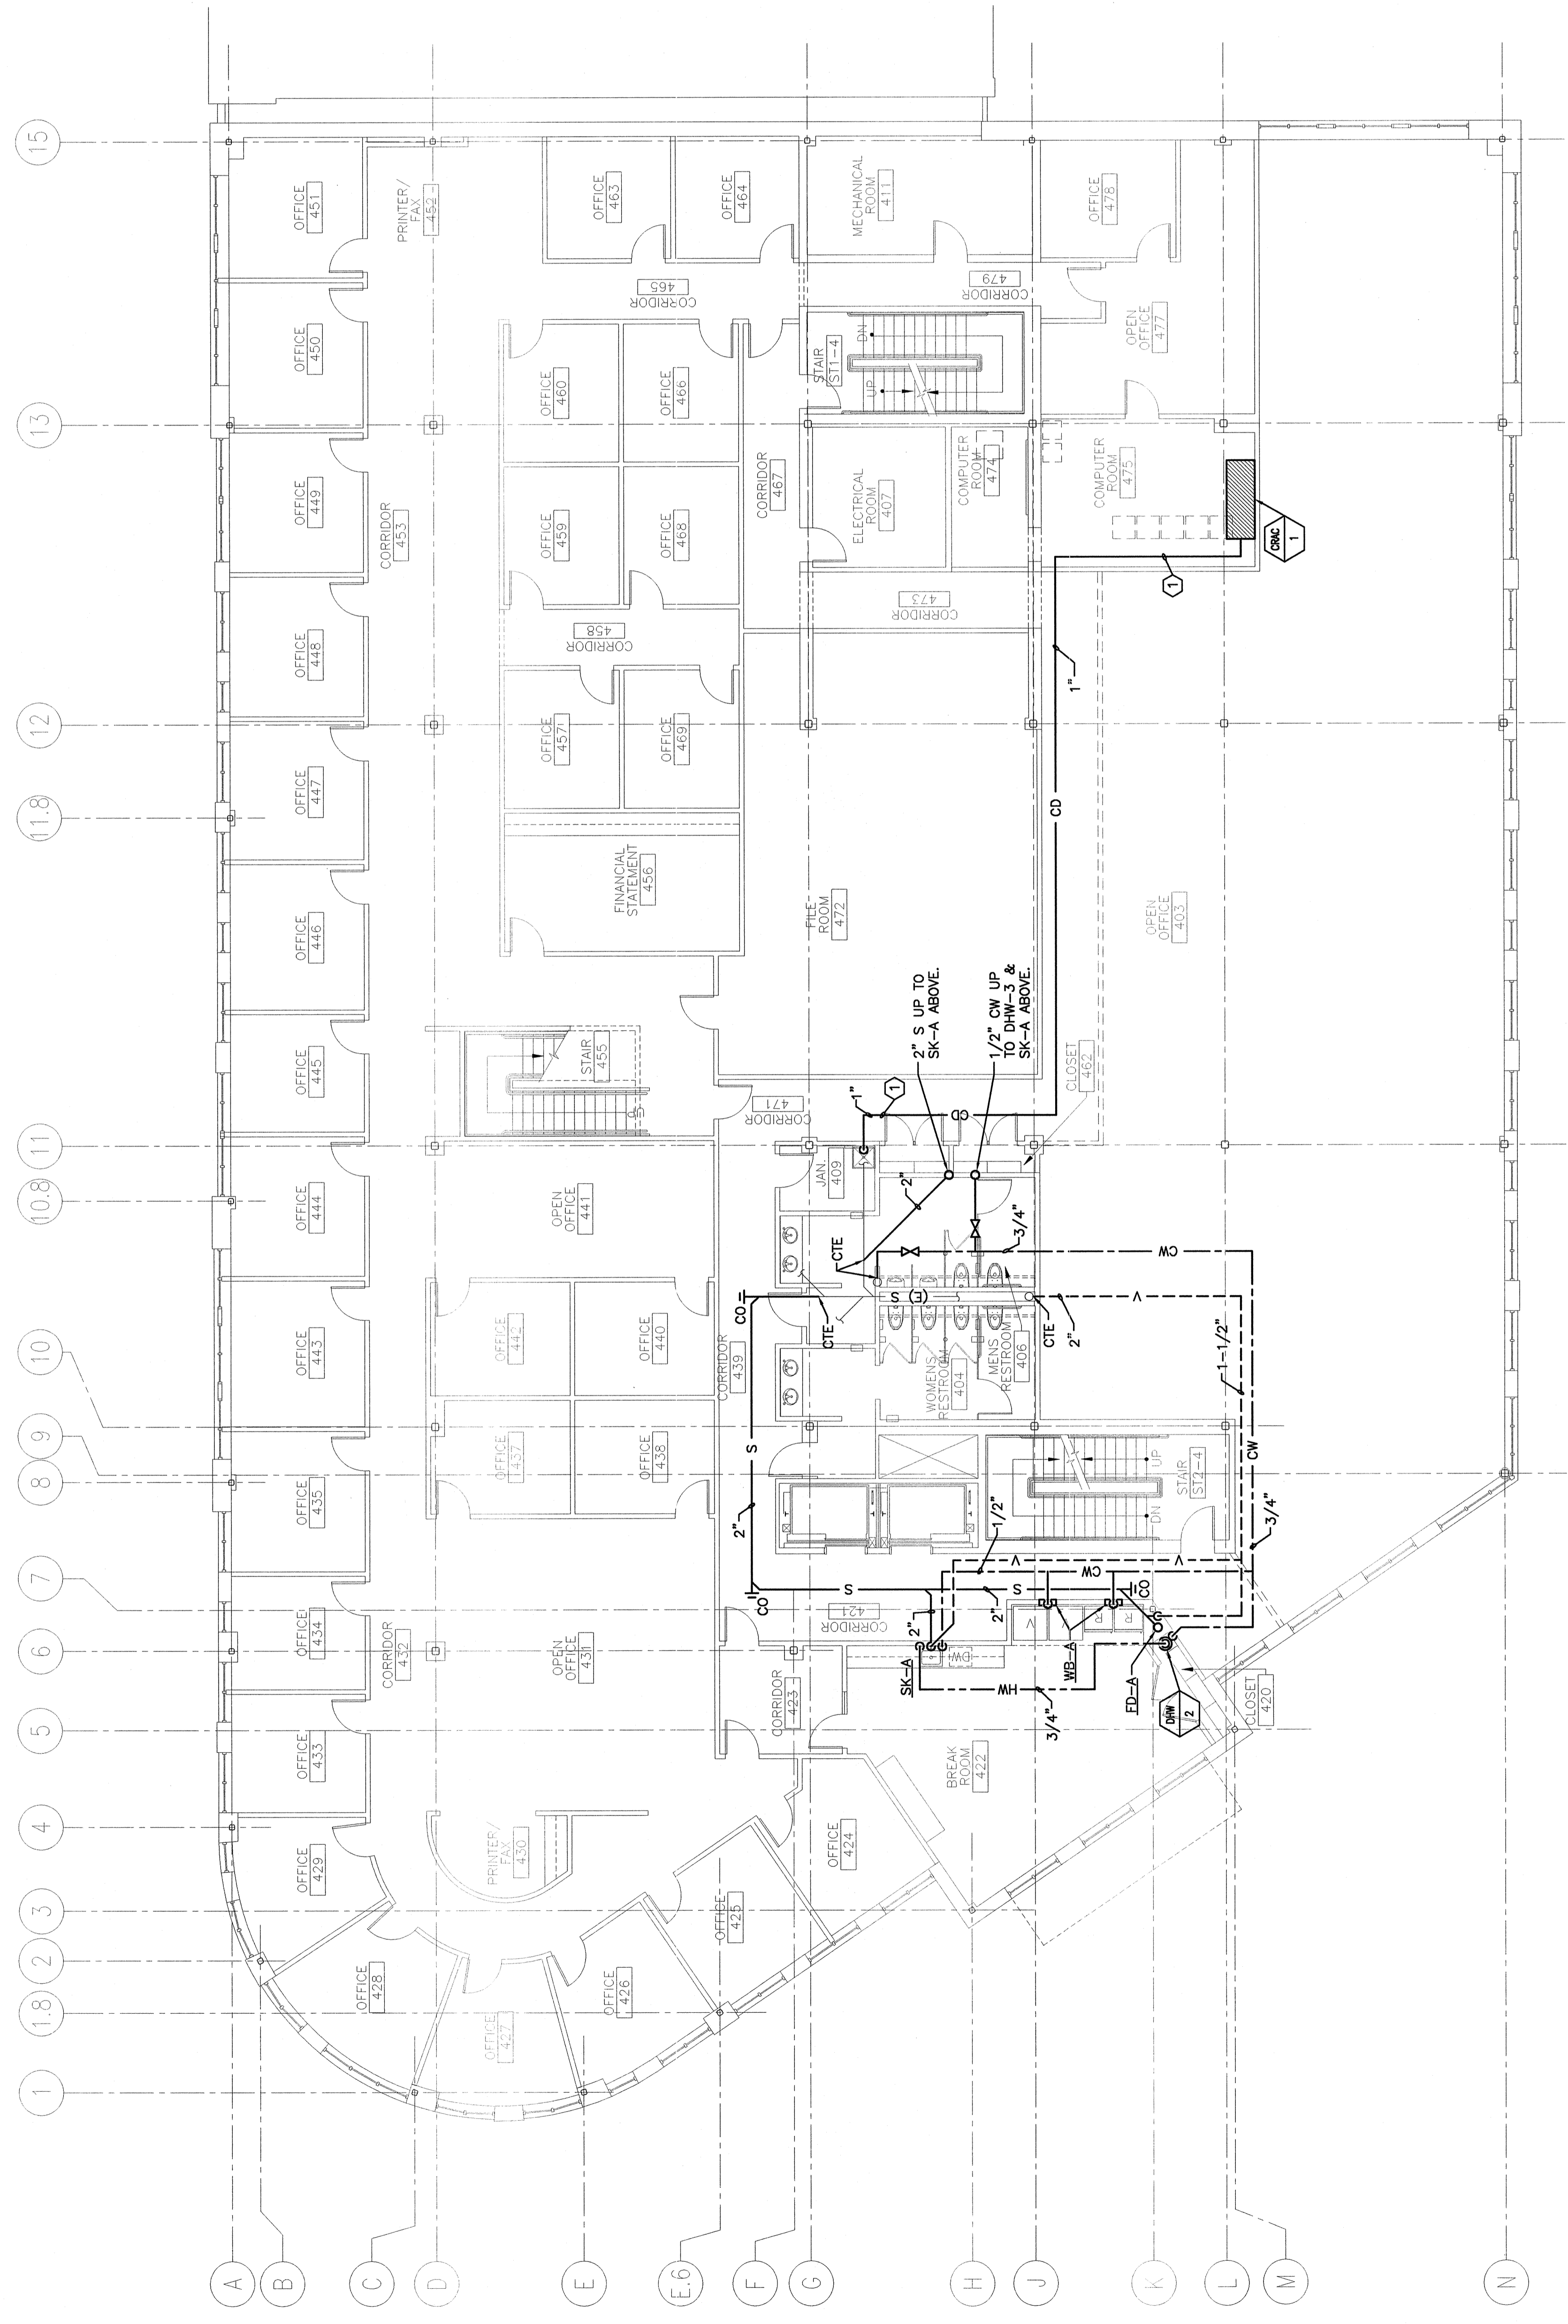 15
13
12
11.8
11
10.8
10
9
8
7
6
5
4
3
2
1.8
1
A
B
C
D
E
E.6
F
G
H
J
K
L
M
N
OFFICE
451
PRINTER/
FAX
452
OFFICE
463
OFFICE
464
MECHANICAL
ROOM
411
OFFICE
478
OFFICE
450
CORRIDOR
465
CORRIDOR
479
OPEN
OFFICE
477
OFFICE
460
OFFICE
466
STAIR
ST1-4
UP
DN
OFFICE
449
CORRIDOR
453
OFFICE
459
OFFICE
468
CORRIDOR
467
ELECTRICAL
ROOM
407
COMPUTER
ROOM
474
COMPUTER
ROOM
475
CRAC
1
1
OFFICE
448
CORRIDOR
458
CORRIDOR
473
1"
OFFICE
447
OFFICE
457
OFFICE
469
CD
OFFICE
446
FINANCIAL
STATEMENT
456
FILE
ROOM
472
OPEN
OFFICE
403
2" S UP TO
SK-A ABOVE.
1/2" CW UP
TO DHW-3 &
SK-A ABOVE.
OFFICE
445
STAIR
455
UP
CORRIDOR
471
1"
1
CD
CLOSET
462
OFFICE
444
OPEN
OFFICE
441
JAN.
409
2"
CTE
3/4"
CW
OFFICE
443
OFFICE
442
OFFICE
440
CO
CTE
S (E)
CTE
2"
V
CORRIDOR
439
WOMENS
RESTROOM
404
MENS
RESTROOM
406
1-1/2"
OFFICE
435
OFFICE
437
OFFICE
438
S
2"
1/2"
STAIR
ST2-4
UP
DN
CW
3/4"
OFFICE
434
CORRIDOR
432
OPEN
OFFICE
431
CO
S
V
CW
2"
S
CO
CORRIDOR
421
2"
V
V
R
R
SK-A
DW
WB-A
HW
3/4"
FD-A
DHW
2
CLOSET
420
OFFICE
433
CORRIDOR
423
BREAK
ROOM
422
OFFICE
429
PRINTER/
FAX
430
OFFICE
424
OFFICE
428
OFFICE
427
OFFICE
426
OFFICE
425